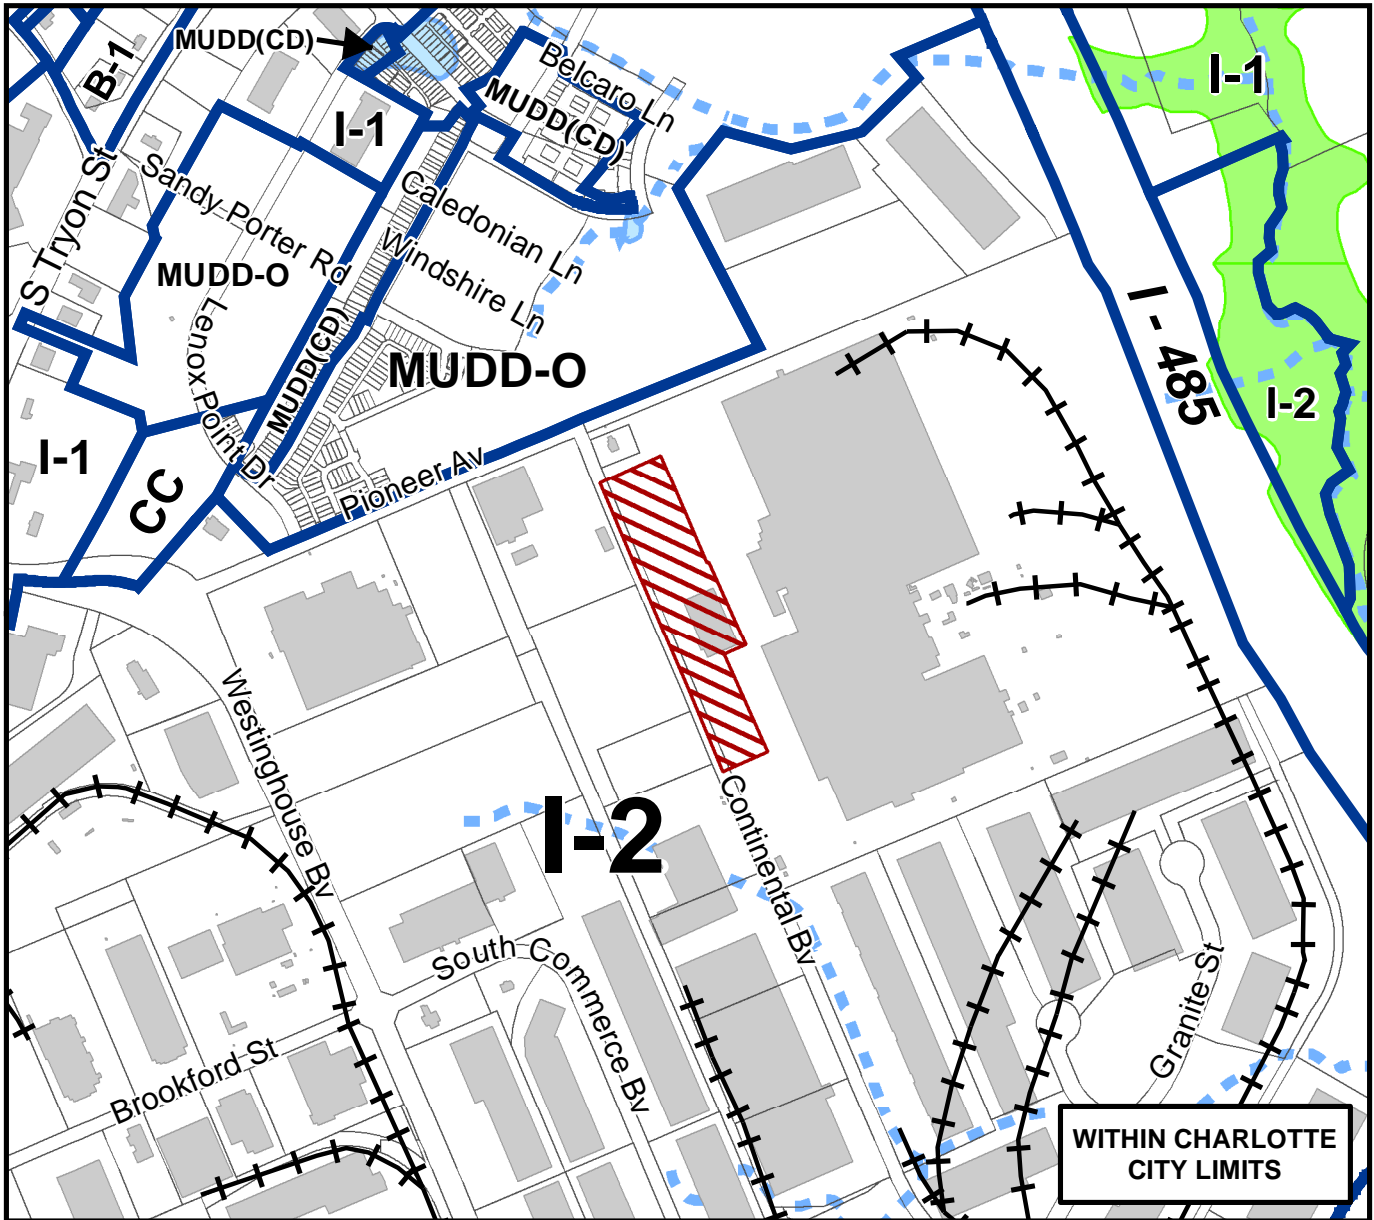 MUDD(CD)
B-1
I-1
Belcaro Ln
MUDD(CD)
I-1
S Tryon St
Sandy Porter Rd
Caledonian Ln
Windshire Ln
MUDD-O
Lenox Point Dr
MUDD(CD)
MUDD-O
I - 485
I-2
I-1
CC
Pioneer Av
Westinghouse Bv
I-2
Continental Bv
South Commerce Bv
Granite St
Brookford St
WITHIN CHARLOTTE
CITY LIMITS